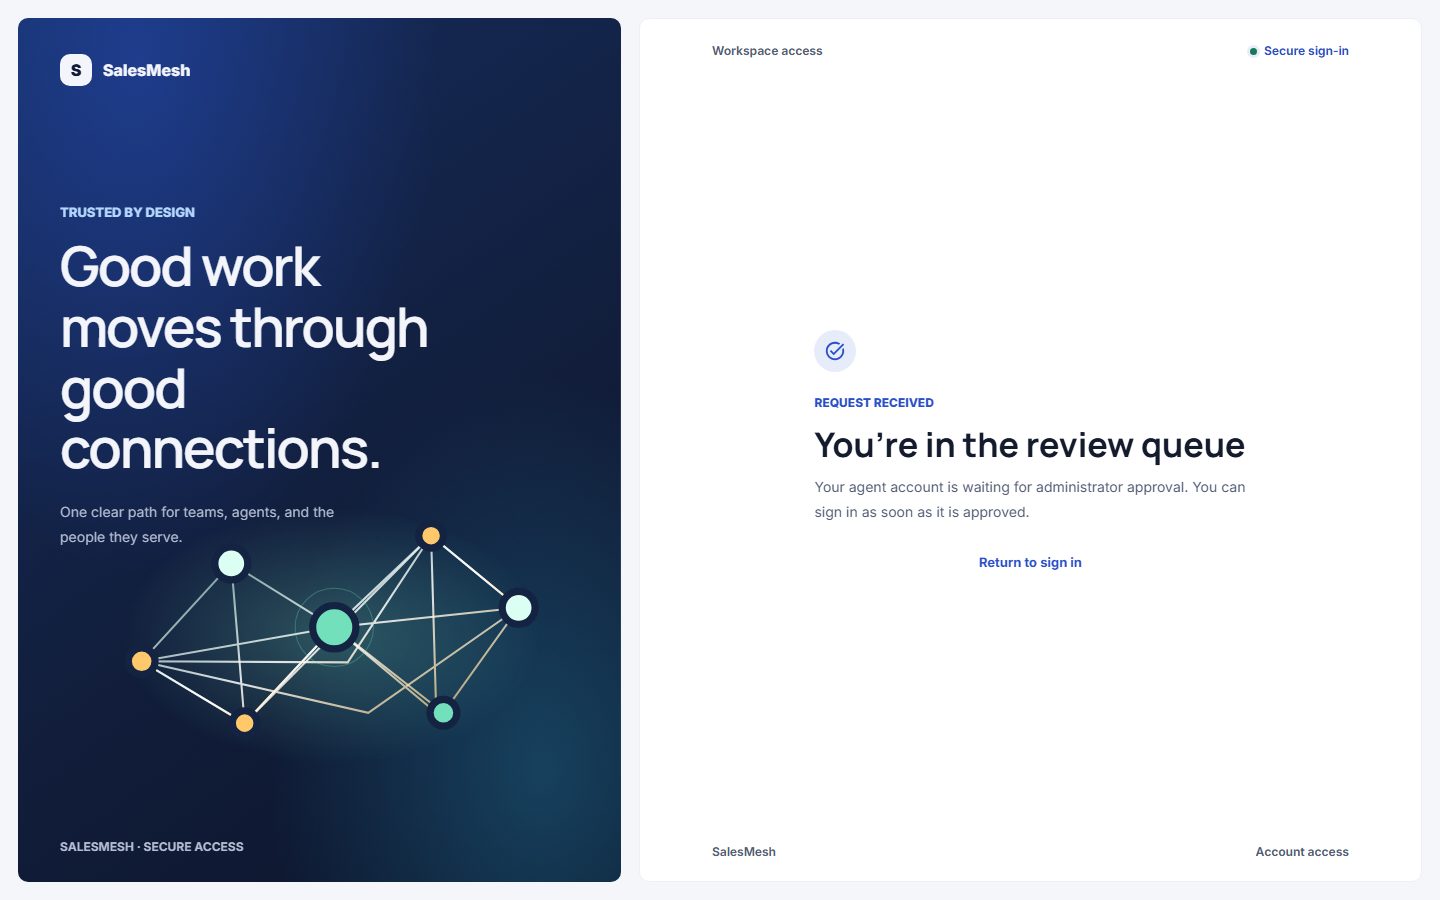 S SalesMesh
TRUSTED BY DESIGN
Good work
moves through
good
connections.
One clear path for teams, agents, and the
people they serve.
SALESMESH · SECURE ACCESS
Workspace access
Secure sign-in
REQUEST RECEIVED
You’re in the review queue
Your agent account is waiting for administrator approval. You can
sign in as soon as it is approved.
Return to sign in
SalesMesh
Account access